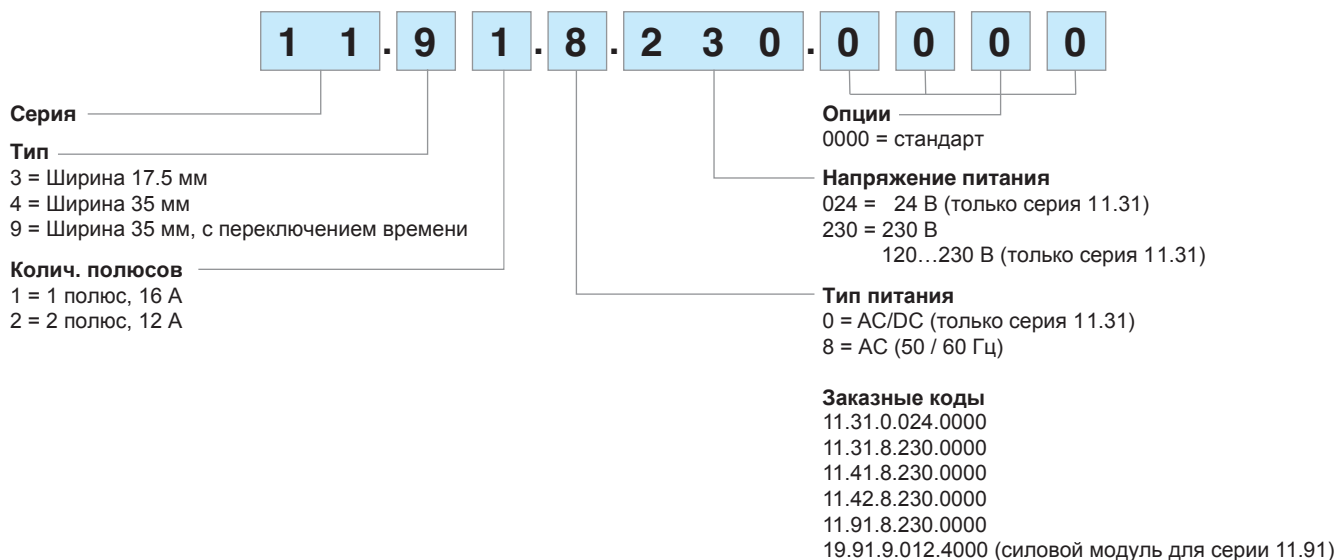 1 1 . 9 1 . 8 . 2 3 0 . 0 0 0 0
Серия
Тип
3 = Ширина 17.5 мм
4 = Ширина 35 мм
9 = Ширина 35 мм, с переключением времени
Колич. полюсов
1 = 1 полюс, 16 A
2 = 2 полюс, 12 A
Опции
0000 = стандарт
Напряжение питания
024 = 24 В (только серия 11.31)
230 = 230 В
120…230 В (только серия 11.31)
Тип питания
0 = AC/DC (только серия 11.31)
8 = AC (50 / 60 Гц)
Заказные коды
11.31.0.024.0000
11.31.8.230.0000
11.41.8.230.0000
11.42.8.230.0000
11.91.8.230.0000
19.91.9.012.4000 (силовой модуль для серии 11.91)